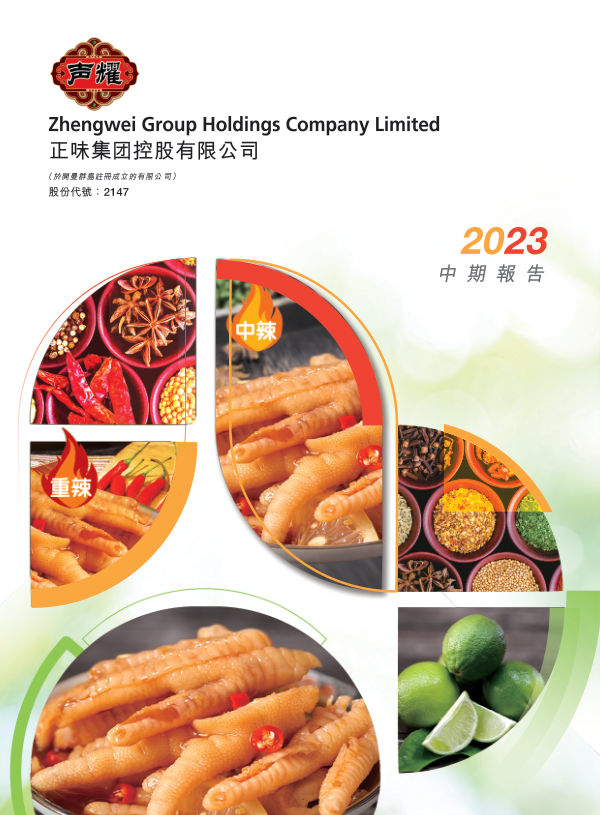 声耀
Zhengwei Group Holdings Company Limited
正味集团控股有限公司
(於開曼群島註冊成立的有限公司)
股份代號：2147
2023
中期報告
中辣
重辣